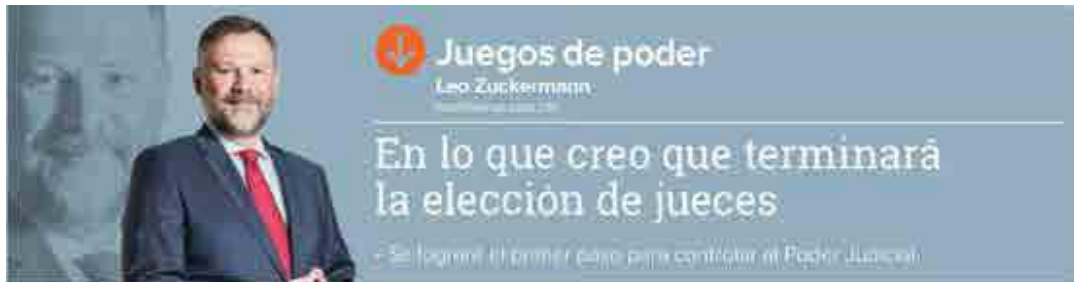 Juegos de poder
Leo Zuckermann
En lo que creo que terminará
la elección de jueces
Se logrará el primer paso para controlar al Poder Judicial.